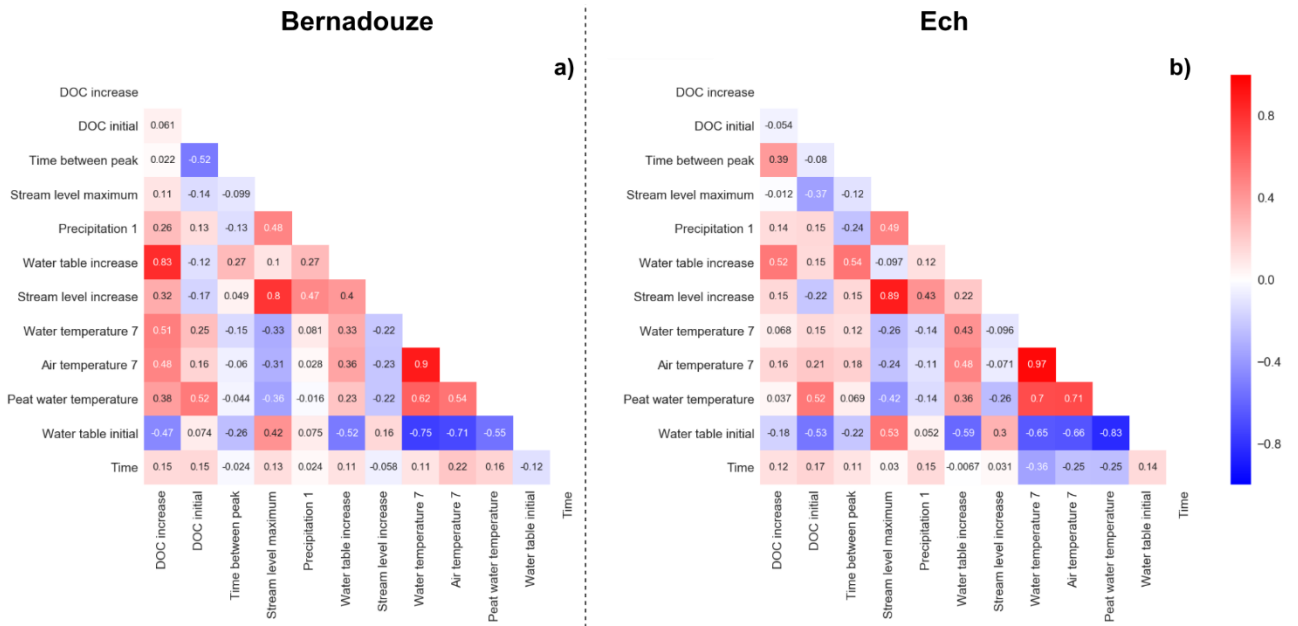 Bernadouze
Ech
a)
b)
DOC increase
DOC initial 0.061
Time between peak 0.022 -0.52
Stream level maximum 0.11 -0.14 -0.099
Precipitation 1 0.26 0.13 -0.13 0.48
Water table increase 0.83 -0.12 0.27 0.1 0.27
Stream level increase 0.32 -0.17 0.049 0.8 0.47 0.4
Water temperature 7 0.51 0.25 -0.15 -0.33 0.081 0.33 -0.22
Air temperature 7 0.48 0.16 -0.06 -0.31 0.028 0.36 -0.23 0.9
Peat water temperature 0.38 0.52 -0.044 -0.36 -0.016 0.23 -0.22 0.62 0.54
Water table initial -0.47 0.074 -0.26 0.42 0.075 -0.52 0.16 -0.75 -0.71 -0.55
Time 0.15 0.15 -0.024 0.13 0.024 0.11 -0.058 0.11 0.22 0.16 -0.12
DOC increase
DOC initial
Time between peak
Stream level maximum
Precipitation 1
Water table increase
Stream level increase
Water temperature 7
Air temperature 7
Peat water temperature
Water table initial
Time
DOC increase
DOC initial -0.054
Time between peak 0.39 -0.08
Stream level maximum -0.012 -0.37 -0.12
Precipitation 1 0.14 0.15 -0.24 0.49
Water table increase 0.52 0.15 0.54 -0.097 0.12
Stream level increase 0.15 -0.22 0.15 0.89 0.43 0.22
Water temperature 7 0.068 0.15 0.12 -0.26 -0.14 0.43 -0.096
Air temperature 7 0.16 0.21 0.18 -0.24 -0.11 0.48 -0.071 0.97
Peat water temperature 0.037 0.52 0.069 -0.42 -0.14 0.36 -0.26 0.7 0.71
Water table initial -0.18 -0.53 -0.22 0.53 0.052 -0.59 0.3 -0.65 -0.66 -0.83
Time 0.12 0.17 0.11 0.03 0.15 -0.0067 0.031 -0.36 -0.25 -0.25 0.14
DOC increase
DOC initial
Time between peak
Stream level maximum
Precipitation 1
Water table increase
Stream level increase
Water temperature 7
Air temperature 7
Peat water temperature
Water table initial
Time
0.8
0.4
0.0
-0.4
-0.8